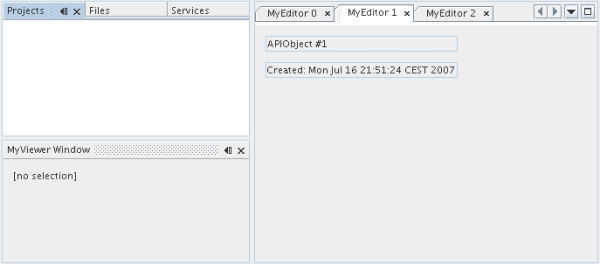 Projects Files Services
MyViewer Window
[no selection]
MyEditor 0 MyEditor 1 MyEditor 2
APIObject #1
Created: Mon Jul 16 21:51:24 CEST 2007